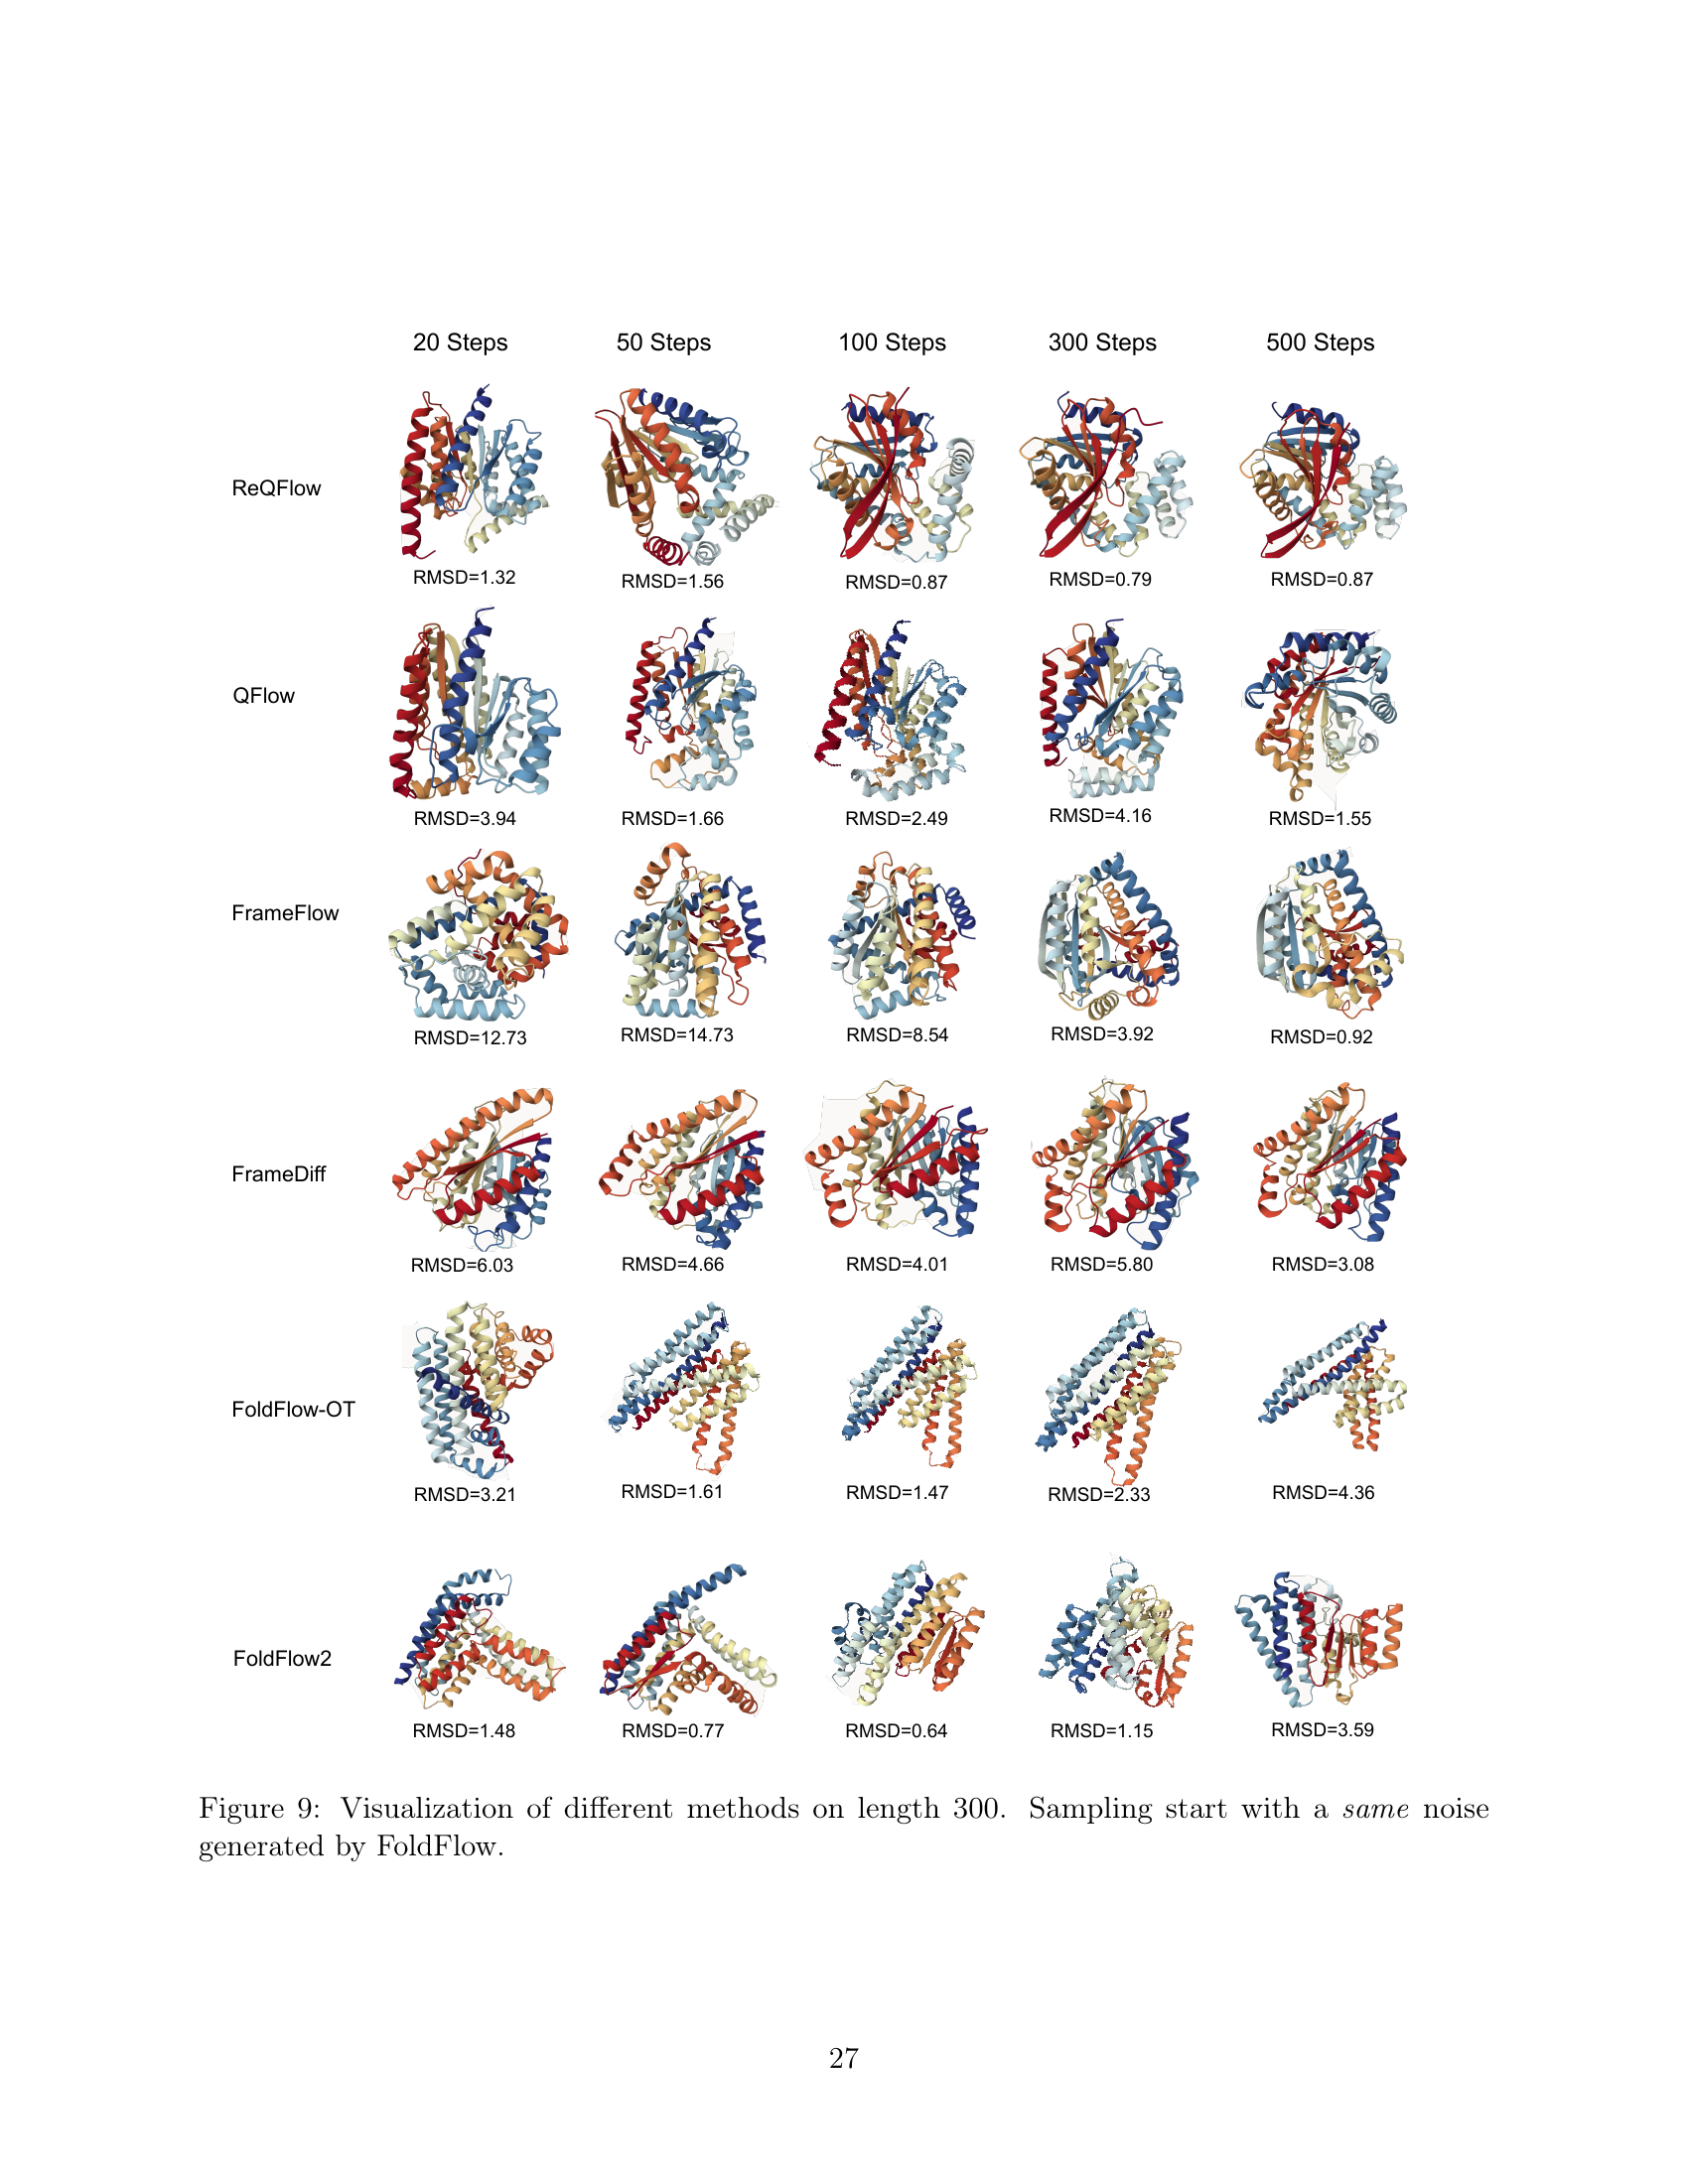 20 Steps 50 Steps 100 Steps 300 Steps 500 Steps
ReQFlow
RMSD=1.32 RMSD=1.56 RMSD=0.87 RMSD=0.79 RMSD=0.87
QFlow
RMSD=3.94 RMSD=1.66 RMSD=2.49 RMSD=4.16 RMSD=1.55
FrameFlow
RMSD=12.73 RMSD=14.73 RMSD=8.54 RMSD=3.92 RMSD=0.92
FrameDiff
RMSD=6.03 RMSD=4.66 RMSD=4.01 RMSD=5.80 RMSD=3.08
FoldFlow-OT
RMSD=3.21 RMSD=1.61 RMSD=1.47 RMSD=2.33 RMSD=4.36
FoldFlow2
RMSD=1.48 RMSD=0.77 RMSD=0.64 RMSD=1.15 RMSD=3.59
Figure 9: Visualization of different methods on length 300. Sampling start with a same noise
generated by FoldFlow.
27